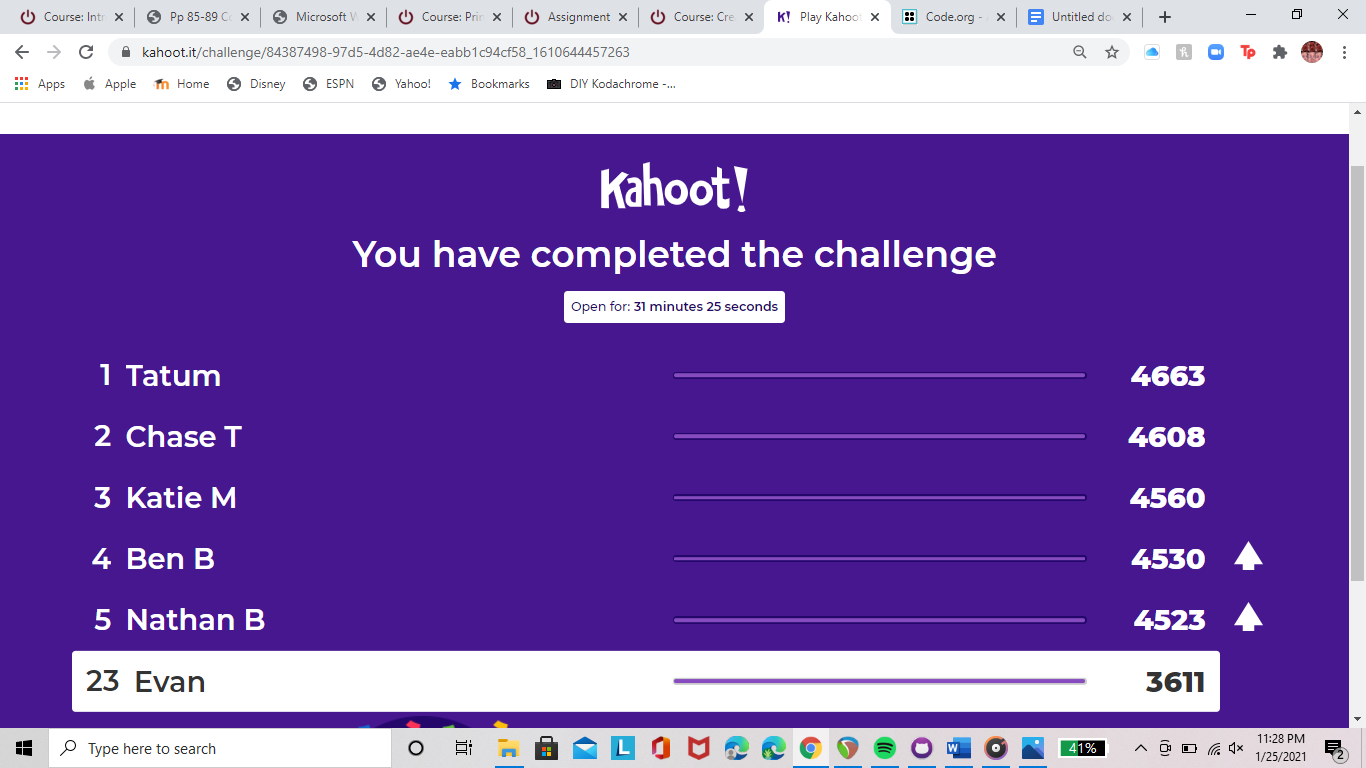 Course: Intr
Pp 85-89 Co
Microsoft W
Course: Prin
Assignment
Course: Cre
K! Play Kahoot
Code.org -
Untitled do
kahoot.it/challenge/84387498-97d5-4d82-ae4e-eabb1c94cf58_1610644457263
Apps Apple Home Disney ESPN Yahoo! Bookmarks DIY Kodachrome -...
Kahoot!
You have completed the challenge
Open for: 31 minutes 25 seconds
1 Tatum 4663
2 Chase T 4608
3 Katie M 4560
4 Ben B 4530
5 Nathan B 4523
23 Evan 3611
Type here to search
41%
11:28 PM
1/25/2021
2